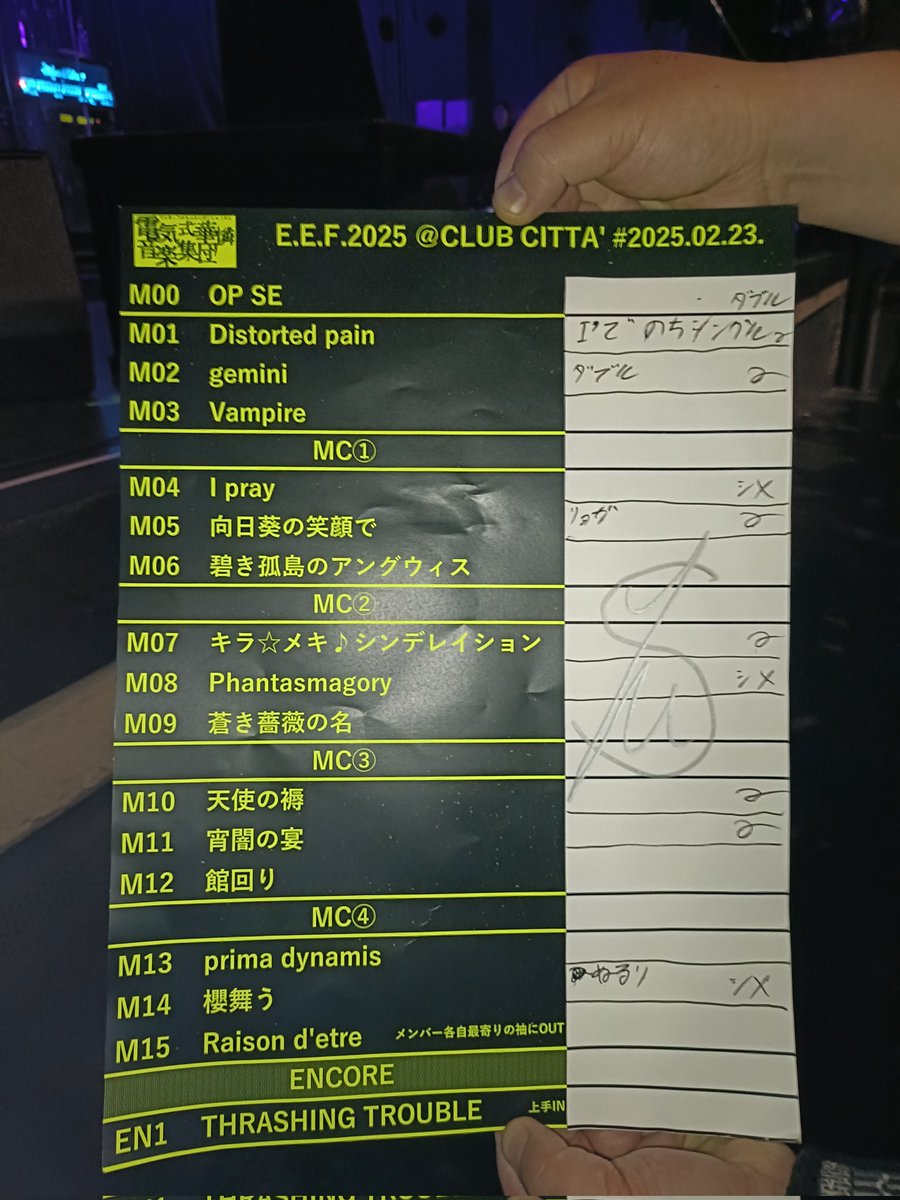 電気式華憐音楽集団
E.E.F.2025 @CLUB CITTA' #2025.02.23.
M00 OP SE ダブル
M01 Distorted pain のちシングル
M02 gemini ダブル
M03 Vampire
MC①
M04 I pray シメ
M05 向日葵の笑顔で
M06 碧き孤島のアングウィス
MC②
M07 キラ☆メキ♪シンデレイション
M08 Phantasmagory シメ
M09 蒼き薔薇の名
MC③
M10 天使の褥
M11 宵闇の宴
M12 館回り
MC④
M13 prima dynamis
M14 櫻舞う シメ
M15 Raison d'etre メンバー各自最寄りの袖にOUT
ENCORE
EN1 THRASHING TROUBLE 上手IN